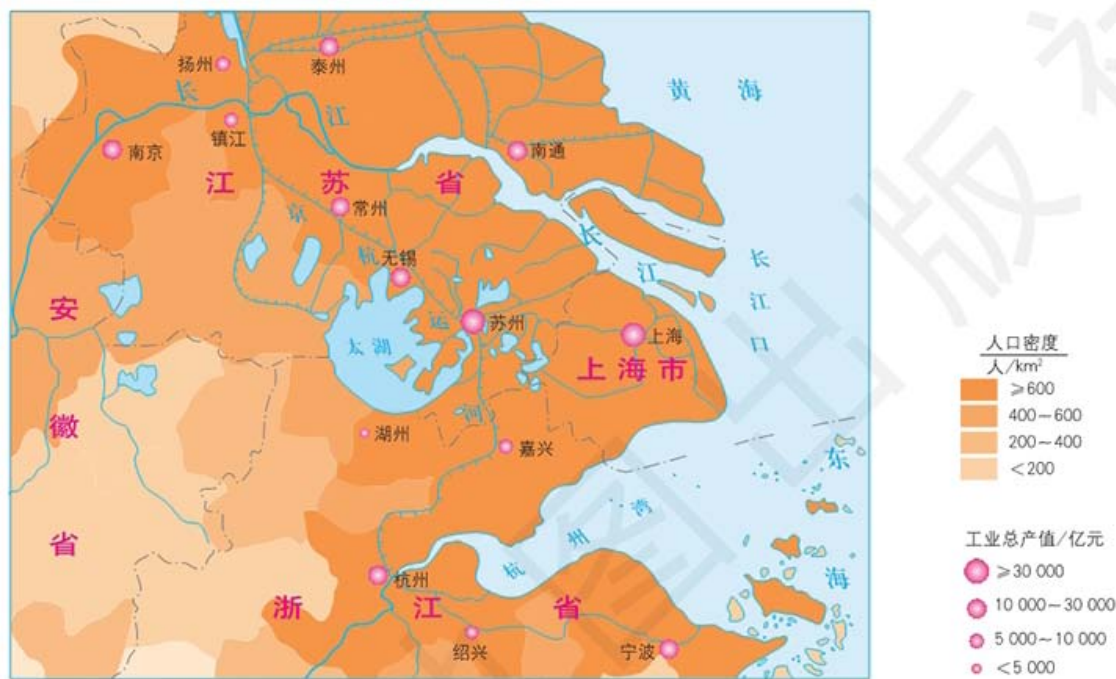 扬州
泰州
长
江
黄 海
镇江
南京
南通
江 苏 省
京
常州
杭
无锡
长
江
长
江
口
安
太湖
运
苏州
上海
上海市
徽
河
湖州
嘉兴
东
省
杭 州 湾
海
杭州
浙 江 省
绍兴
宁波
人口密度
人/km²
≥600
400~600
200~400
<200
工业总产值/亿元
≥30 000
10 000~30 000
5 000~10 000
<5 000
图出版社